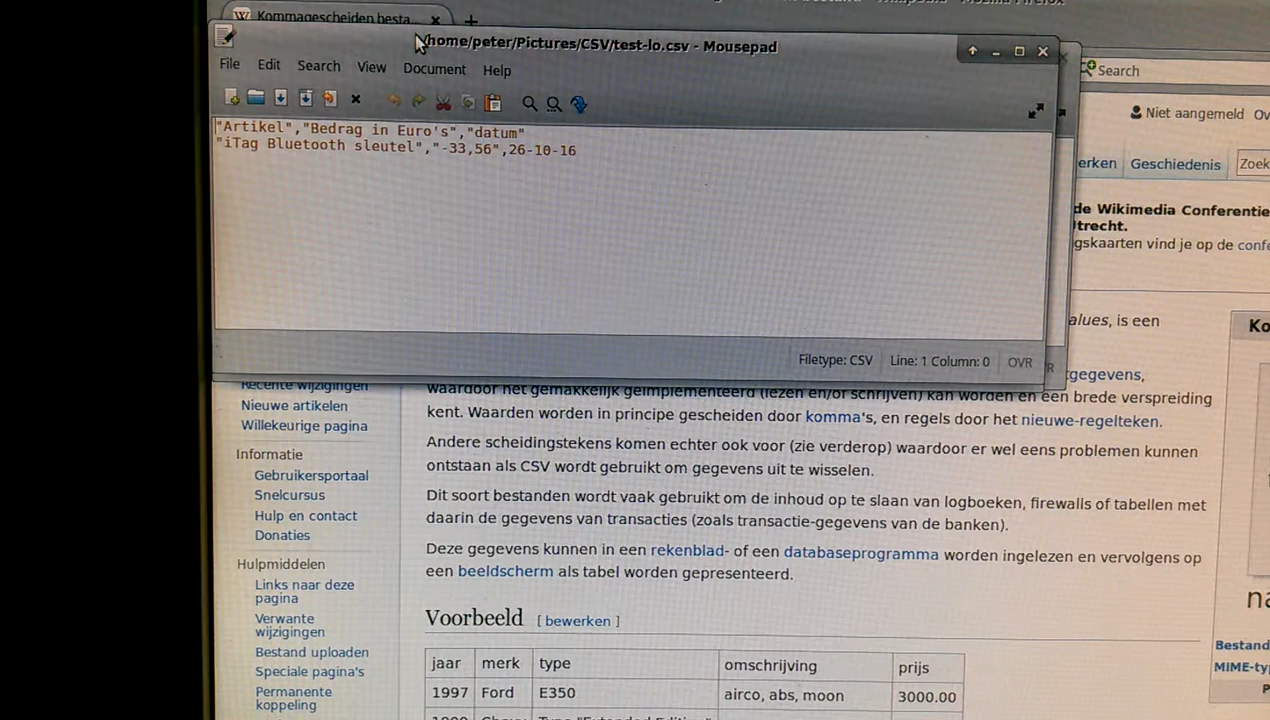 Kommagescheiden besta...
/home/peter/Pictures/CSV/test-lo.csv - Mousepad
File Edit Search View Document Help
Search
"Artikel","Bedrag in Euro's","datum"
"iTag Bluetooth sleutel","-33,56",26-10-16
Niet aangemeld
erken Geschiedenis Zoek
de Wikimedia Conferentie
trecht.
gskaarten vind je op de conf
alues, is een
Filetype: CSV Line: 1 Column: 0 OVR
gegevens,
waardoor het gemakkelijk geïmplementeerd (lezen en/of schrijven) kan worden en een brede verspreiding
kent. Waarden worden in principe gescheiden door komma's, en regels door het nieuwe-regelteken.
Andere scheidingstekens komen echter ook voor (zie verderop) waardoor er wel eens problemen kunnen
ontstaan als CSV wordt gebruikt om gegevens uit te wisselen.
Dit soort bestanden wordt vaak gebruikt om de inhoud op te slaan van logboeken, firewalls of tabellen met
daarin de gegevens van transacties (zoals transactie-gegevens van de banken).
Deze gegevens kunnen in een rekenblad- of een databaseprogramma worden ingelezen en vervolgens op
een beeldscherm als tabel worden gepresenteerd.
Voorbeeld [ bewerken ]
jaar merk type omschrijving prijs
1997 Ford E350 airco, abs, moon 3000.00
Recente wijzigingen
Nieuwe artikelen
Willekeurige pagina
Informatie
Gebruikersportaal
Snelcursus
Hulp en contact
Donaties
Hulpmiddelen
Links naar deze
pagina
Verwante
wijzigingen
Bestand uploaden
Speciale pagina's
Permanente
koppeling
Ko
na
Bestand
MIME-typ